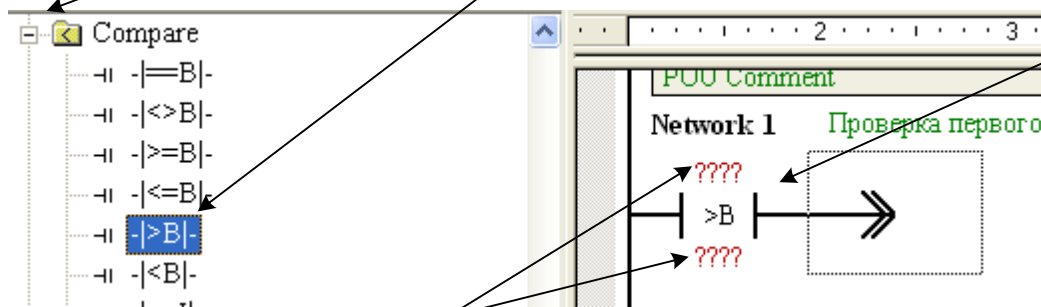 Compare
-|==B|-
-|<>B|-
-|>=B|-
-|<=B|-
-|>B|-
-|<B|-
2 3
POU Comment
Network 1 Проверка первого
????
>B
????